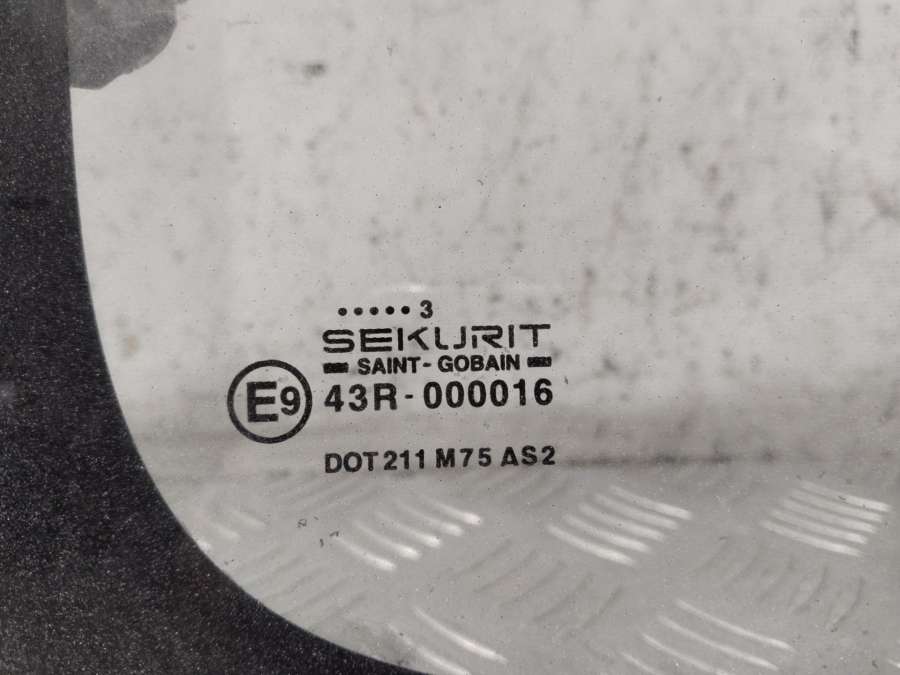 ••••• 3
SEKURIT
SAINT-GOBAIN
E9 43R-000016
DOT 211 M75 AS2